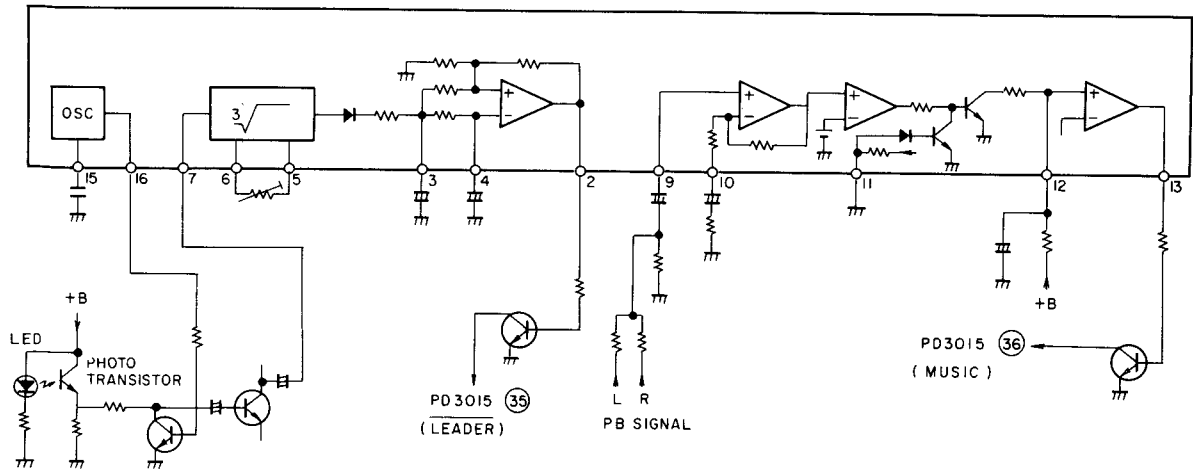 OSC
3√
15
16
7
6
5
3
4
2
9
10
11
12
13
+B
LED
PHOTO
TRANSISTOR
PD3015 35
(LEADER)
L R
PB SIGNAL
+B
PD3015 36
(MUSIC)